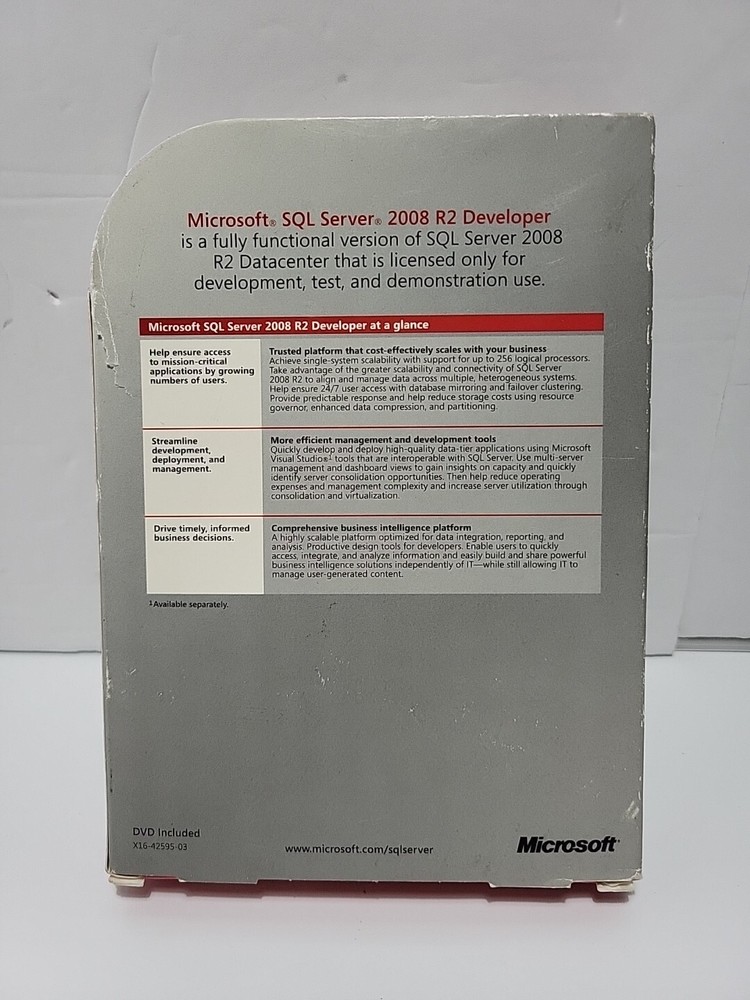 Microsoft® SQL Server® 2008 R2 Developer
is a fully functional version of SQL Server 2008
R2 Datacenter that is licensed only for
development, test, and demonstration use.
Microsoft SQL Server 2008 R2 Developer at a glance
Help ensure access
to mission-critical
applications by growing
numbers of users.
Trusted platform that cost-effectively scales with your business
Achieve single-system scalability with support for up to 256 logical processors.
Take advantage of the greater scalability and connectivity of SQL Server
2008 R2 to align and manage data across multiple, heterogeneous systems.
Help ensure 24/7 user access with database mirroring and failover clustering.
Provide predictable response and help reduce storage costs using resource
governor, enhanced data compression, and partitioning.
Streamline
development,
deployment, and
management.
More efficient management and development tools
Quickly develop and deploy high-quality data-tier applications using Microsoft
Visual Studio®¹ tools that are interoperable with SQL Server. Use multi-server
management and dashboard views to gain insights on capacity and quickly
identify server consolidation opportunities. Then help reduce operating
expenses and management complexity and increase server utilization through
consolidation and virtualization.
Drive timely, informed
business decisions.
Comprehensive business intelligence platform
A highly scalable platform optimized for data integration, reporting, and
analysis. Productive design tools for developers. Enable users to quickly
access, integrate, and analyze information and easily build and share powerful
business intelligence solutions independently of IT—while still allowing IT to
manage user-generated content.
¹ Available separately.
DVD Included
X16-42595-03
www.microsoft.com/sqlserver
Microsoft®